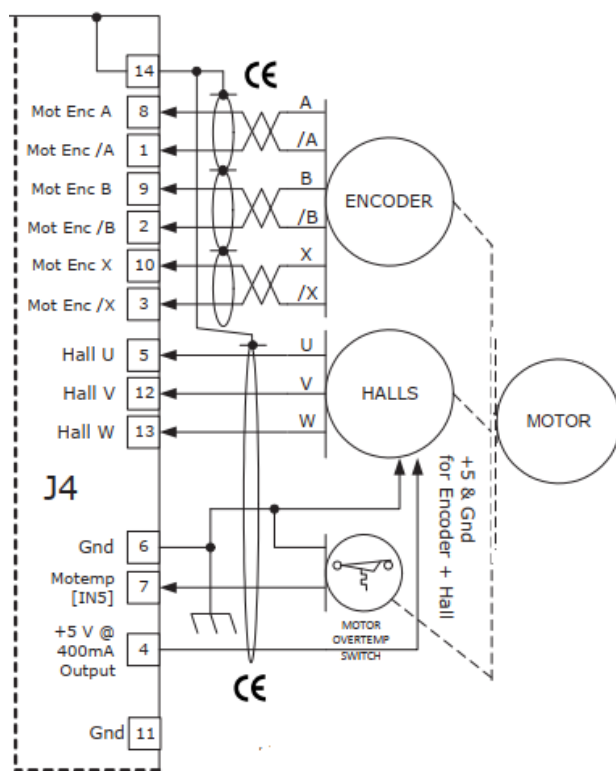 14
CE
Mot Enc A 8 A
Mot Enc /A 1 /A
Mot Enc B 9 B
Mot Enc /B 2 /B
Mot Enc X 10 X
Mot Enc /X 3 /X
ENCODER
Hall U 5 U
Hall V 12 V
Hall W 13 W
HALLS
MOTOR
J4
+5 & Gnd
for Encoder + Hall
Gnd 6
Motemp 7
[IN5]
+5 V @
400mA 4
Output
MOTOR
OVERTEMP
SWITCH
CE
Gnd 11